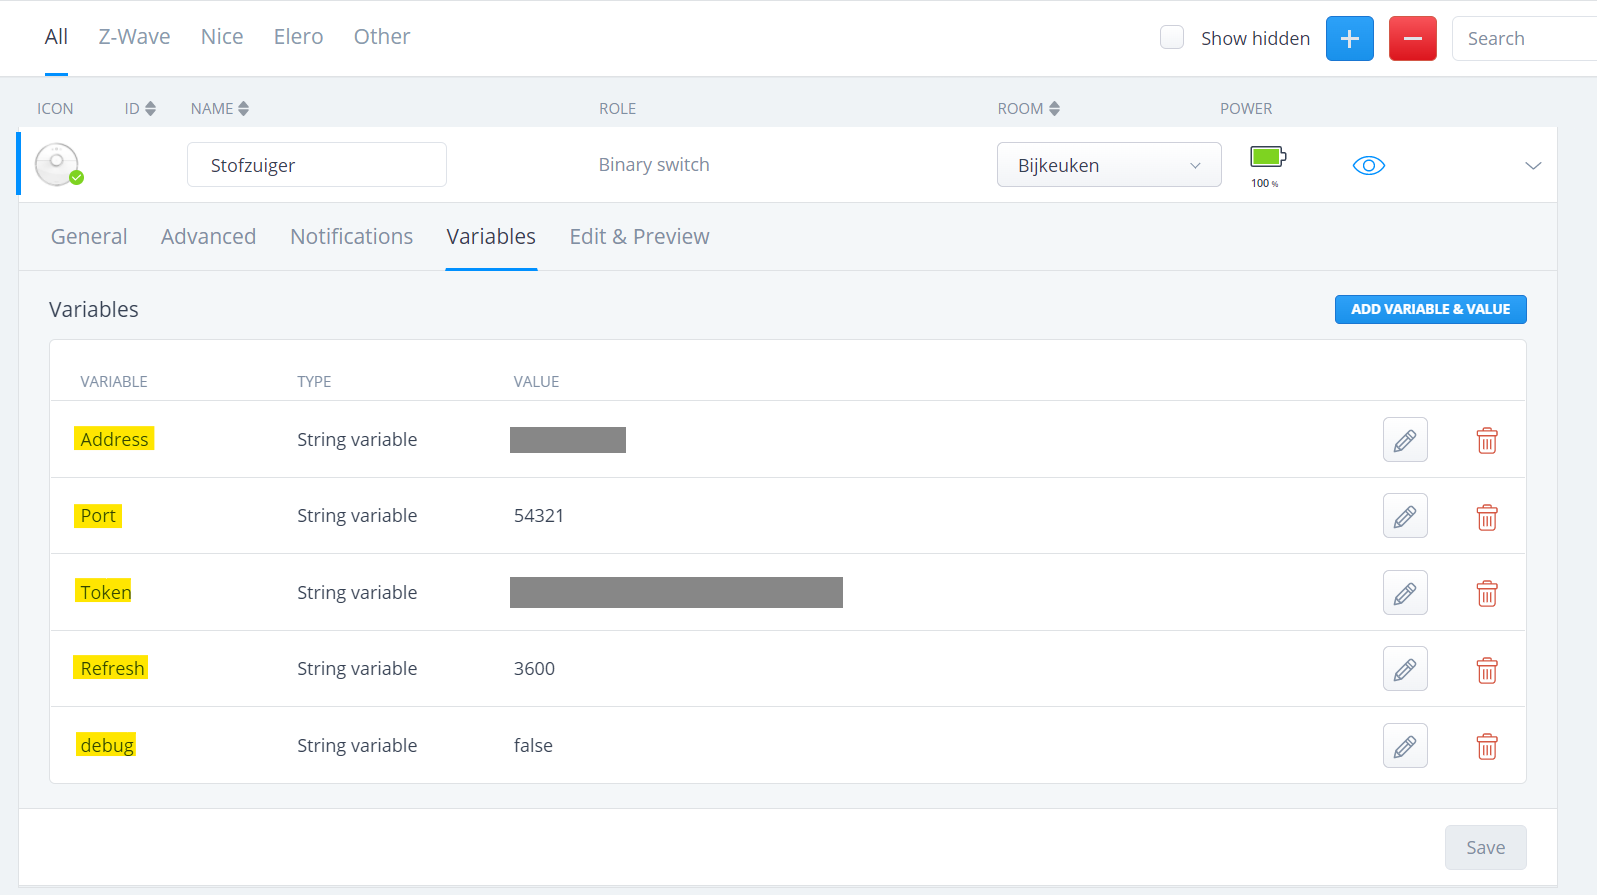 All Z-Wave Nice Elero Other Show hidden Search
ICON ID NAME ROLE ROOM POWER
Stofzuiger Binary switch Bijkeuken 100 %
General Advanced Notifications Variables Edit & Preview
Variables ADD VARIABLE & VALUE
VARIABLE TYPE VALUE
Address String variable
Port String variable 54321
Token String variable
Refresh String variable 3600
debug String variable false
Save